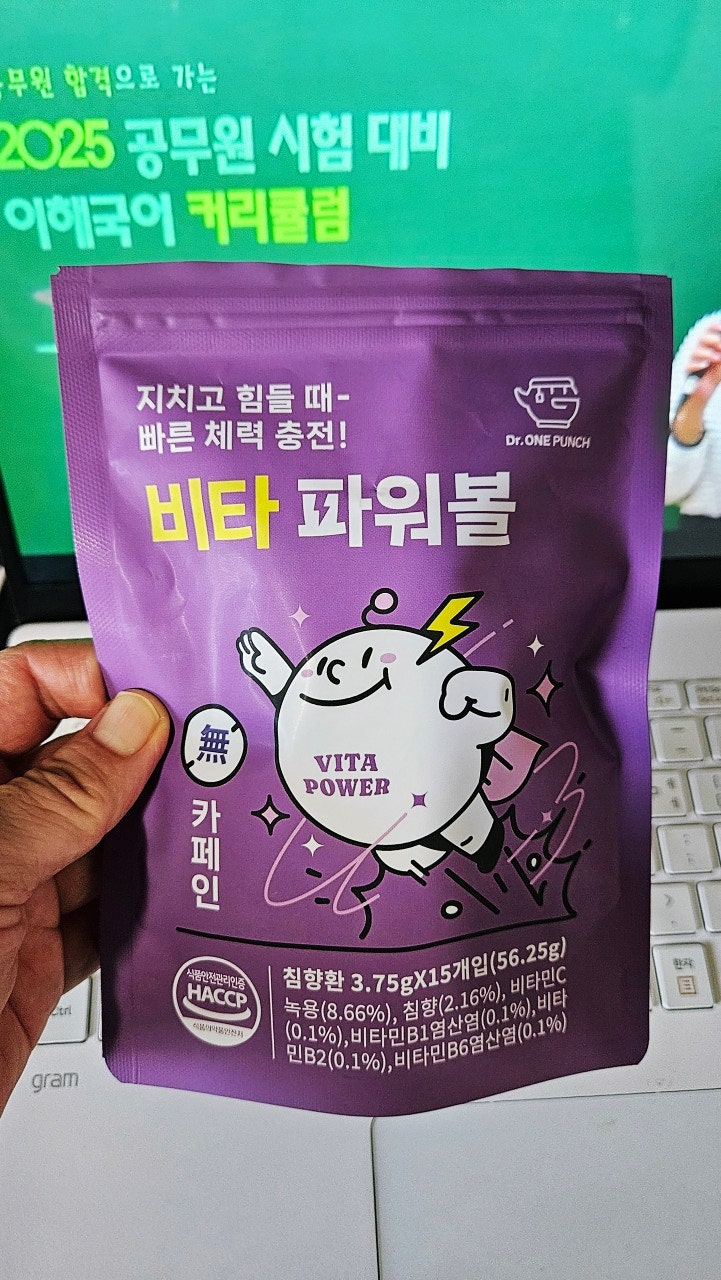 공무원 합격으로 가는
2025 공무원 시험 대비
이해국어 커리큘럼
지치고 힘들 때-
빠른 체력 충전!
Dr. ONE PUNCH
비타 파워볼
VITA
POWER
無
카페인
식품안전관리인증
HACCP
식품의약품안전처
침향환 3.75gX15개입(56.25g)
녹용(8.66%), 침향(2.16%), 비타민C
(0.1%),비타민B1염산염(0.1%),비타
민B2(0.1%),비타민B6염산염(0.1%)
한자
Ctrl
gram